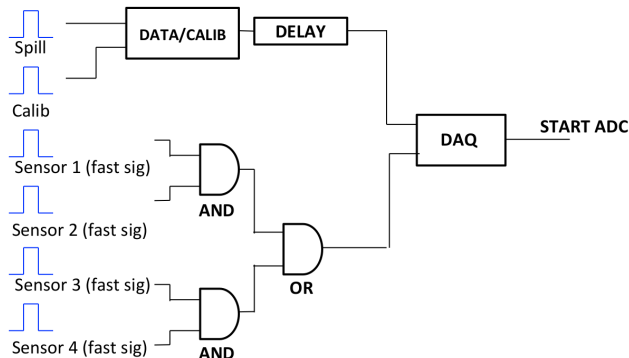 Spill
DATA/CALIB
DELAY
Calib
DAQ
START ADC
Sensor 1 (fast sig)
AND
Sensor 2 (fast sig)
Sensor 3 (fast sig)
OR
Sensor 4 (fast sig)
AND